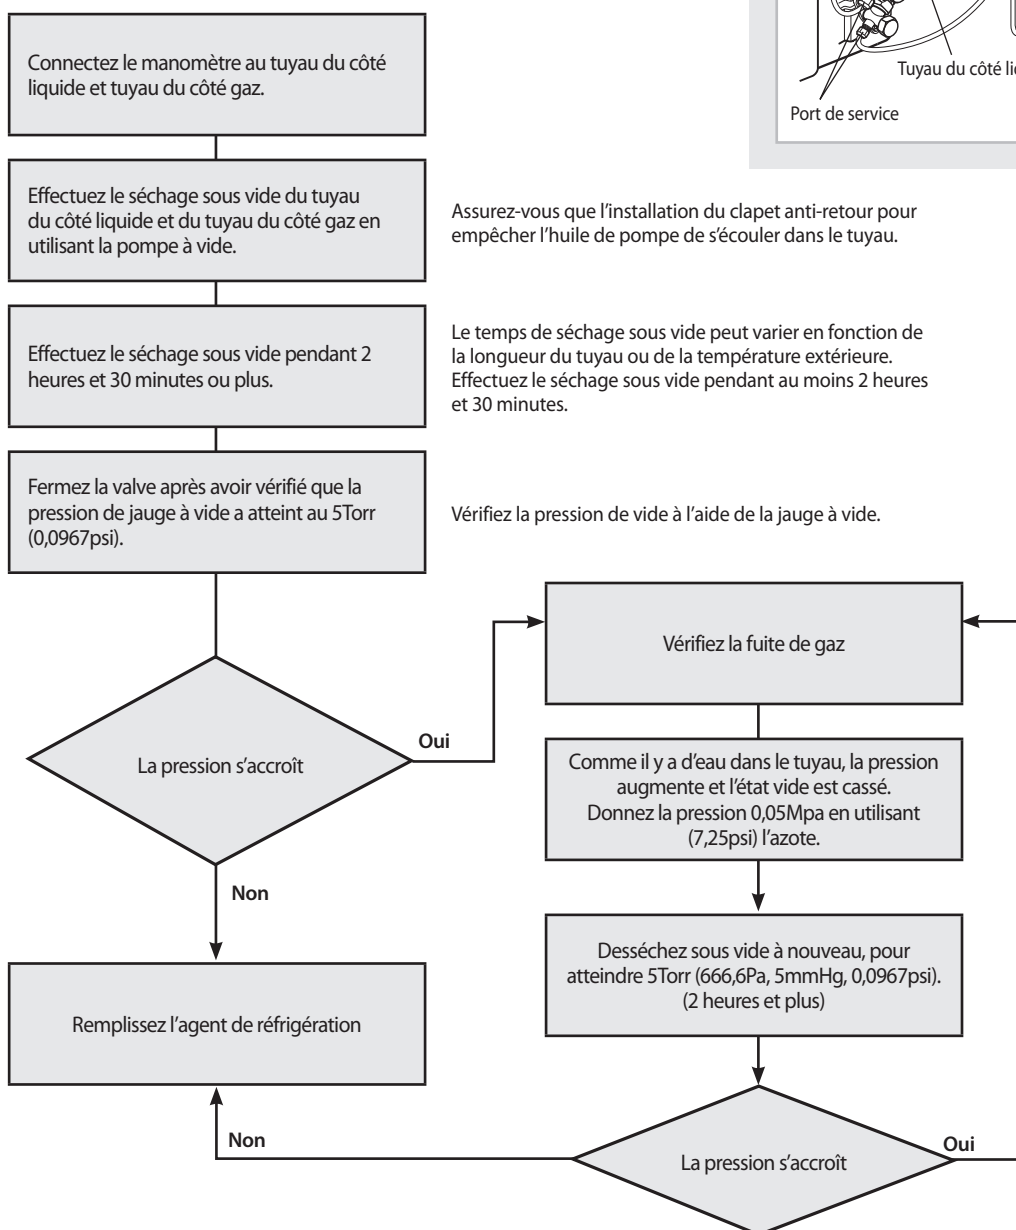 Connectez le manomètre au tuyau du côté
liquide et tuyau du côté gaz.
Tuyau du côté
Port de service
Effectuez le séchage sous vide du tuyau
du côté liquide et du tuyau du côté gaz en
utilisant la pompe à vide.
Assurez-vous que l'installation du clapet anti-retour pour
empêcher l'huile de pompe de s'écouler dans le tuyau.
Effectuez le séchage sous vide pendant 2
heures et 30 minutes ou plus.
Le temps de séchage sous vide peut varier en fonction de
la longueur du tuyau ou de la température extérieure.
Effectuez le séchage sous vide pendant au moins 2 heures
et 30 minutes.
Fermez la valve après avoir vérifié que la
pression de jauge à vide a atteint au 5Torr
(0,0967psi).
Vérifiez la pression de vide à l'aide de la jauge à vide.
La pression s'accroît
Oui
Non
Vérifiez la fuite de gaz
Comme il y a d'eau dans le tuyau, la pression
augmente et l'état vide est cassé.
Donnez la pression 0,05Mpa en utilisant
(7,25psi) l'azote.
Desséchez sous vide à nouveau, pour
atteindre 5Torr (666,6Pa, 5mmHg, 0,0967psi).
(2 heures et plus)
Remplissez l'agent de réfrigération
Non
La pression s'accroît
Oui